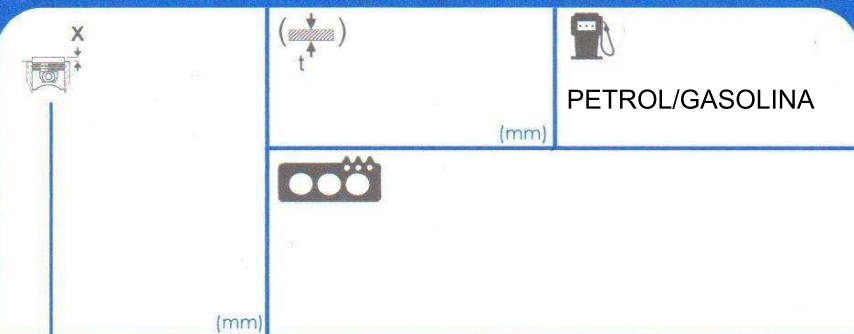 X
( )
t
(mm)
PETROL/GASOLINA
(mm)